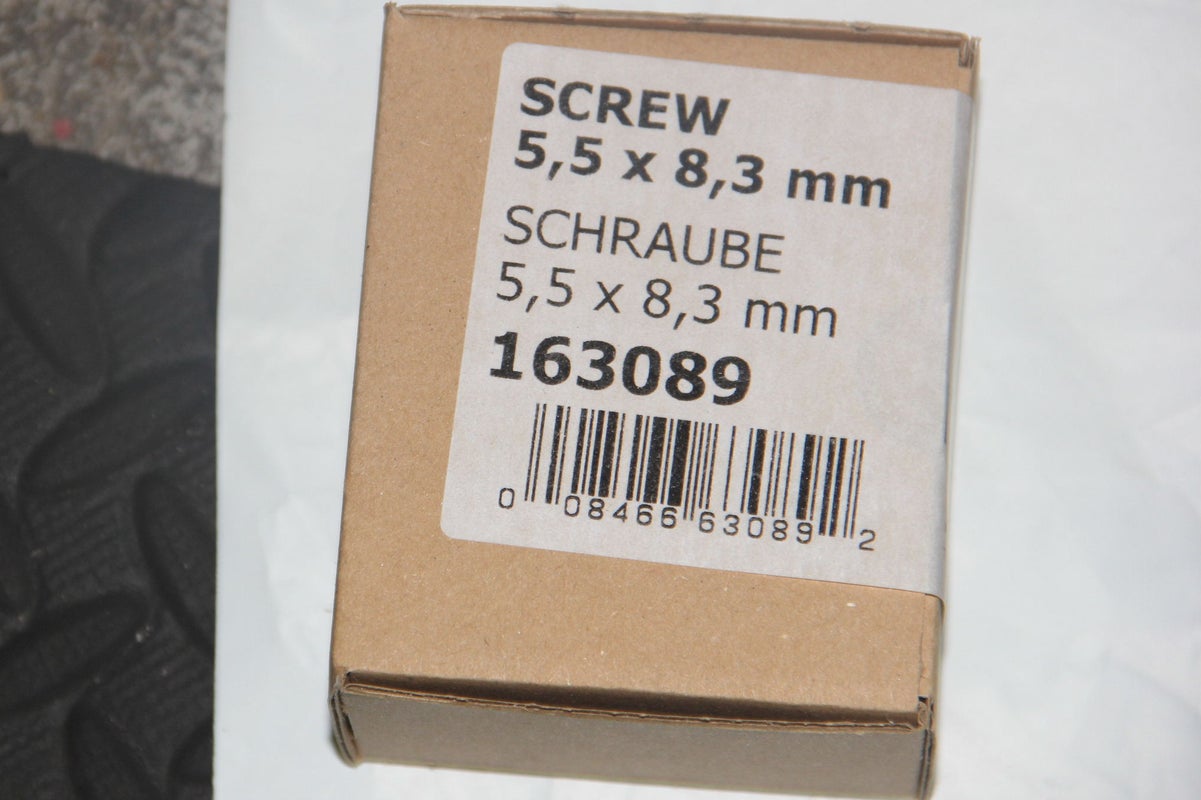 SCREW
5,5 x 8,3 mm
SCHRAUBE
5,5 x 8,3 mm
163089
0 08466 63089 2